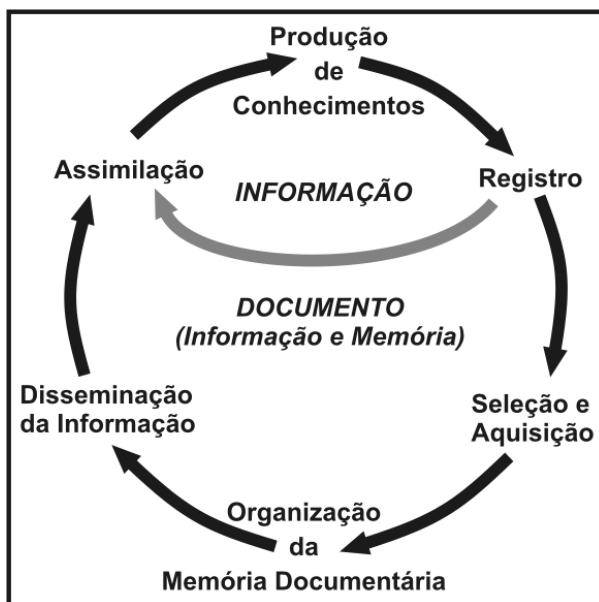 Produção
de
Conhecimentos
Assimilação
INFORMAÇÃO
Registro
DOCUMENTO
(Informação e Memória)
Disseminação
da Informação
Seleção e
Aquisição
Organização
da
Memória Documentária